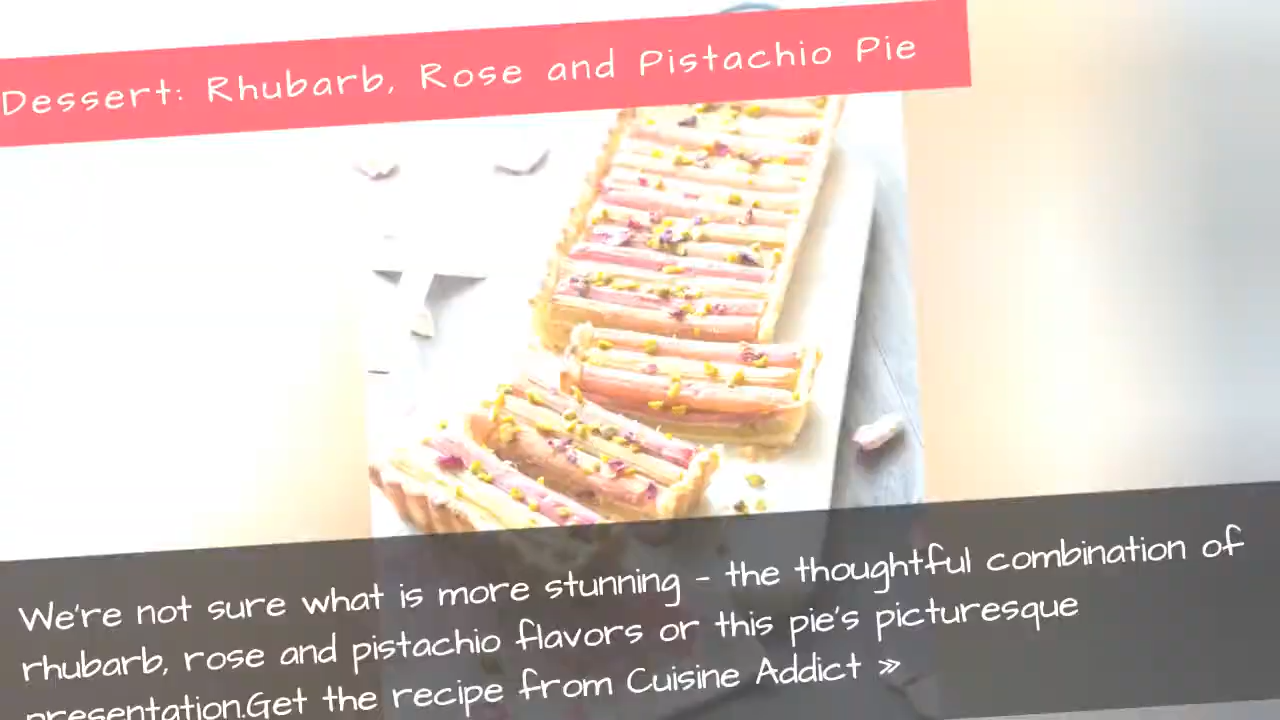 Dessert: Rhubarb, Rose and Pistachio Pie
We're not sure what is more stunning - the thoughtful combination of
rhubarb, rose and pistachio flavors or this pie's picturesque
presentation.Get the recipe from Cuisine Addict »